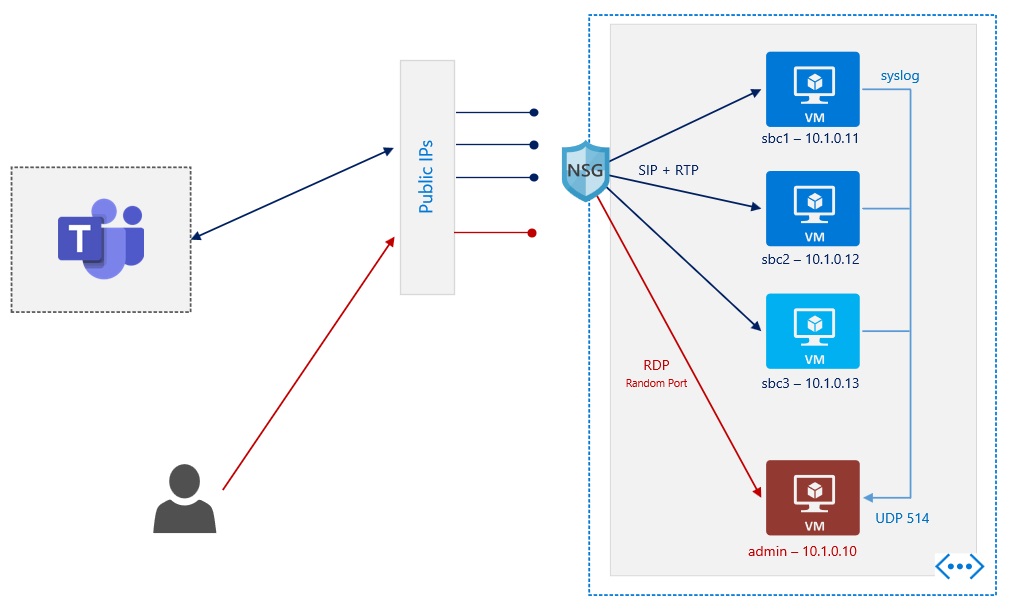 syslog
VM
sbc1 – 10.1.0.11
Public IPs
NSG
SIP + RTP
T
VM
sbc2 – 10.1.0.12
VM
sbc3 – 10.1.0.13
RDP
Random Port
VM
UDP 514
admin – 10.1.0.10